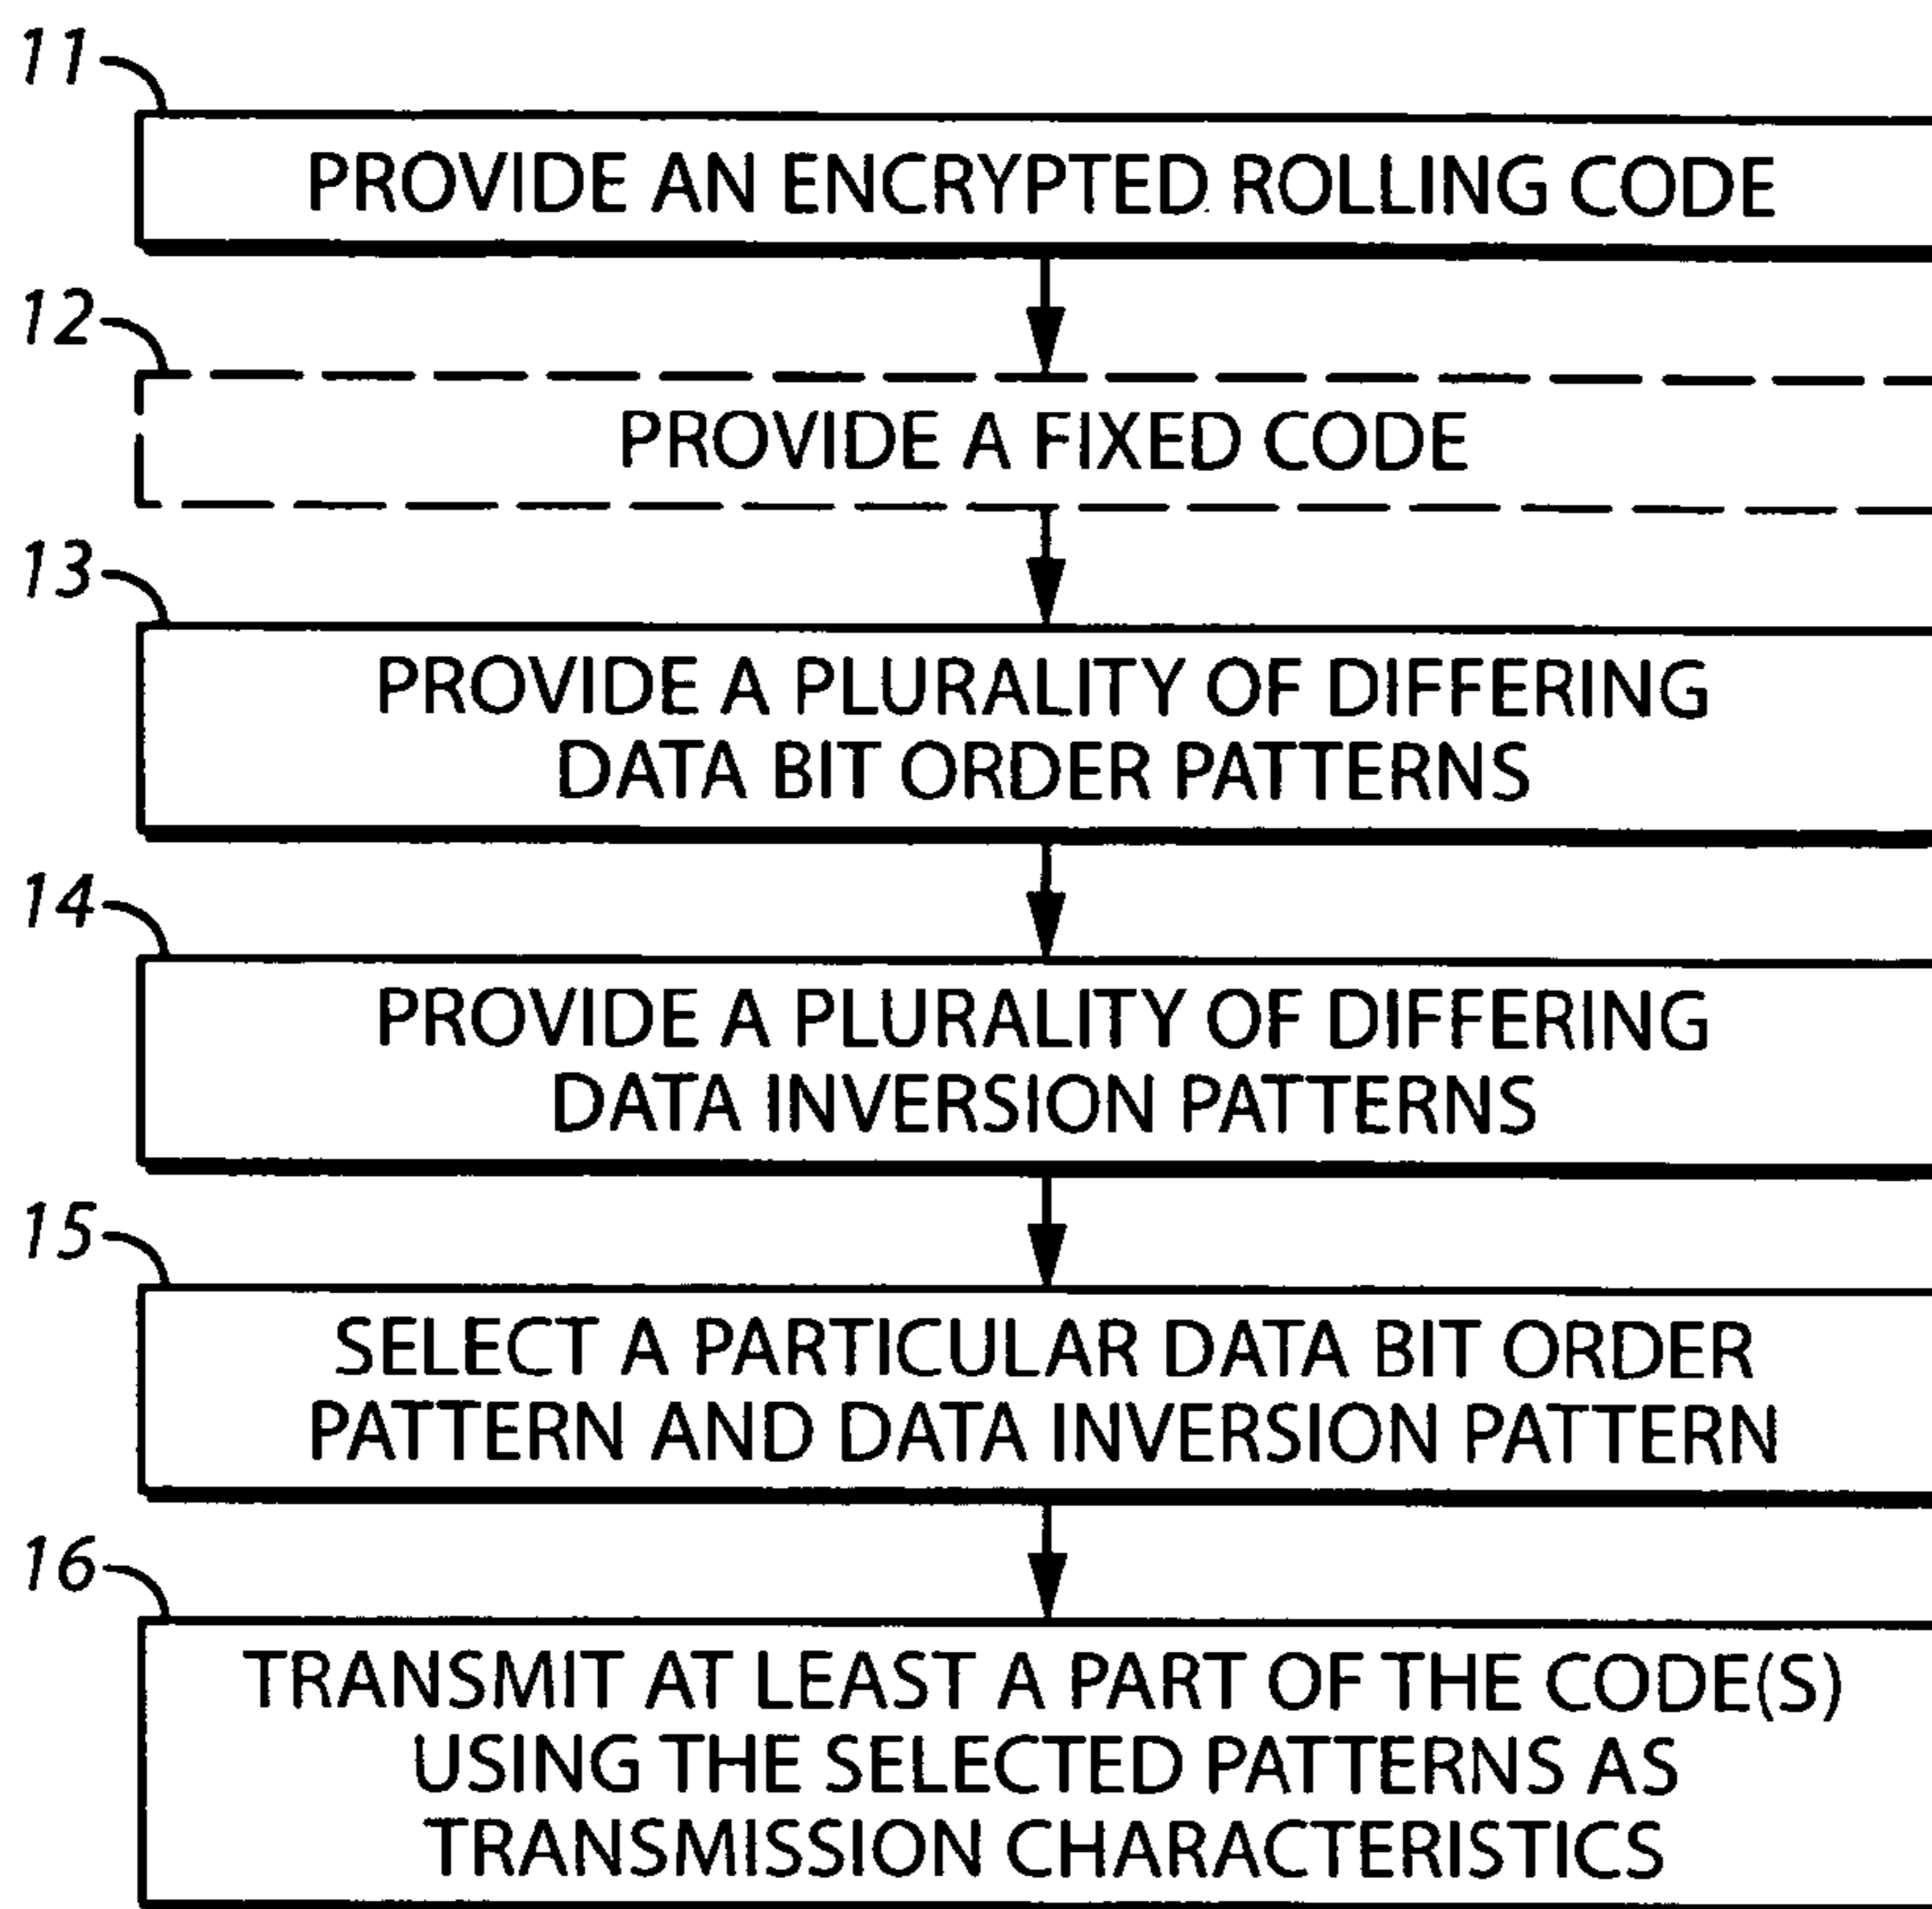 11
PROVIDE AN ENCRYPTED ROLLING CODE
12
PROVIDE A FIXED CODE
13
PROVIDE A PLURALITY OF DIFFERING
DATA BIT ORDER PATTERNS
14
PROVIDE A PLURALITY OF DIFFERING
DATA INVERSION PATTERNS
15
SELECT A PARTICULAR DATA BIT ORDER
PATTERN AND DATA INVERSION PATTERN
16
TRANSMIT AT LEAST A PART OF THE CODE(S)
USING THE SELECTED PATTERNS AS
TRANSMISSION CHARACTERISTICS